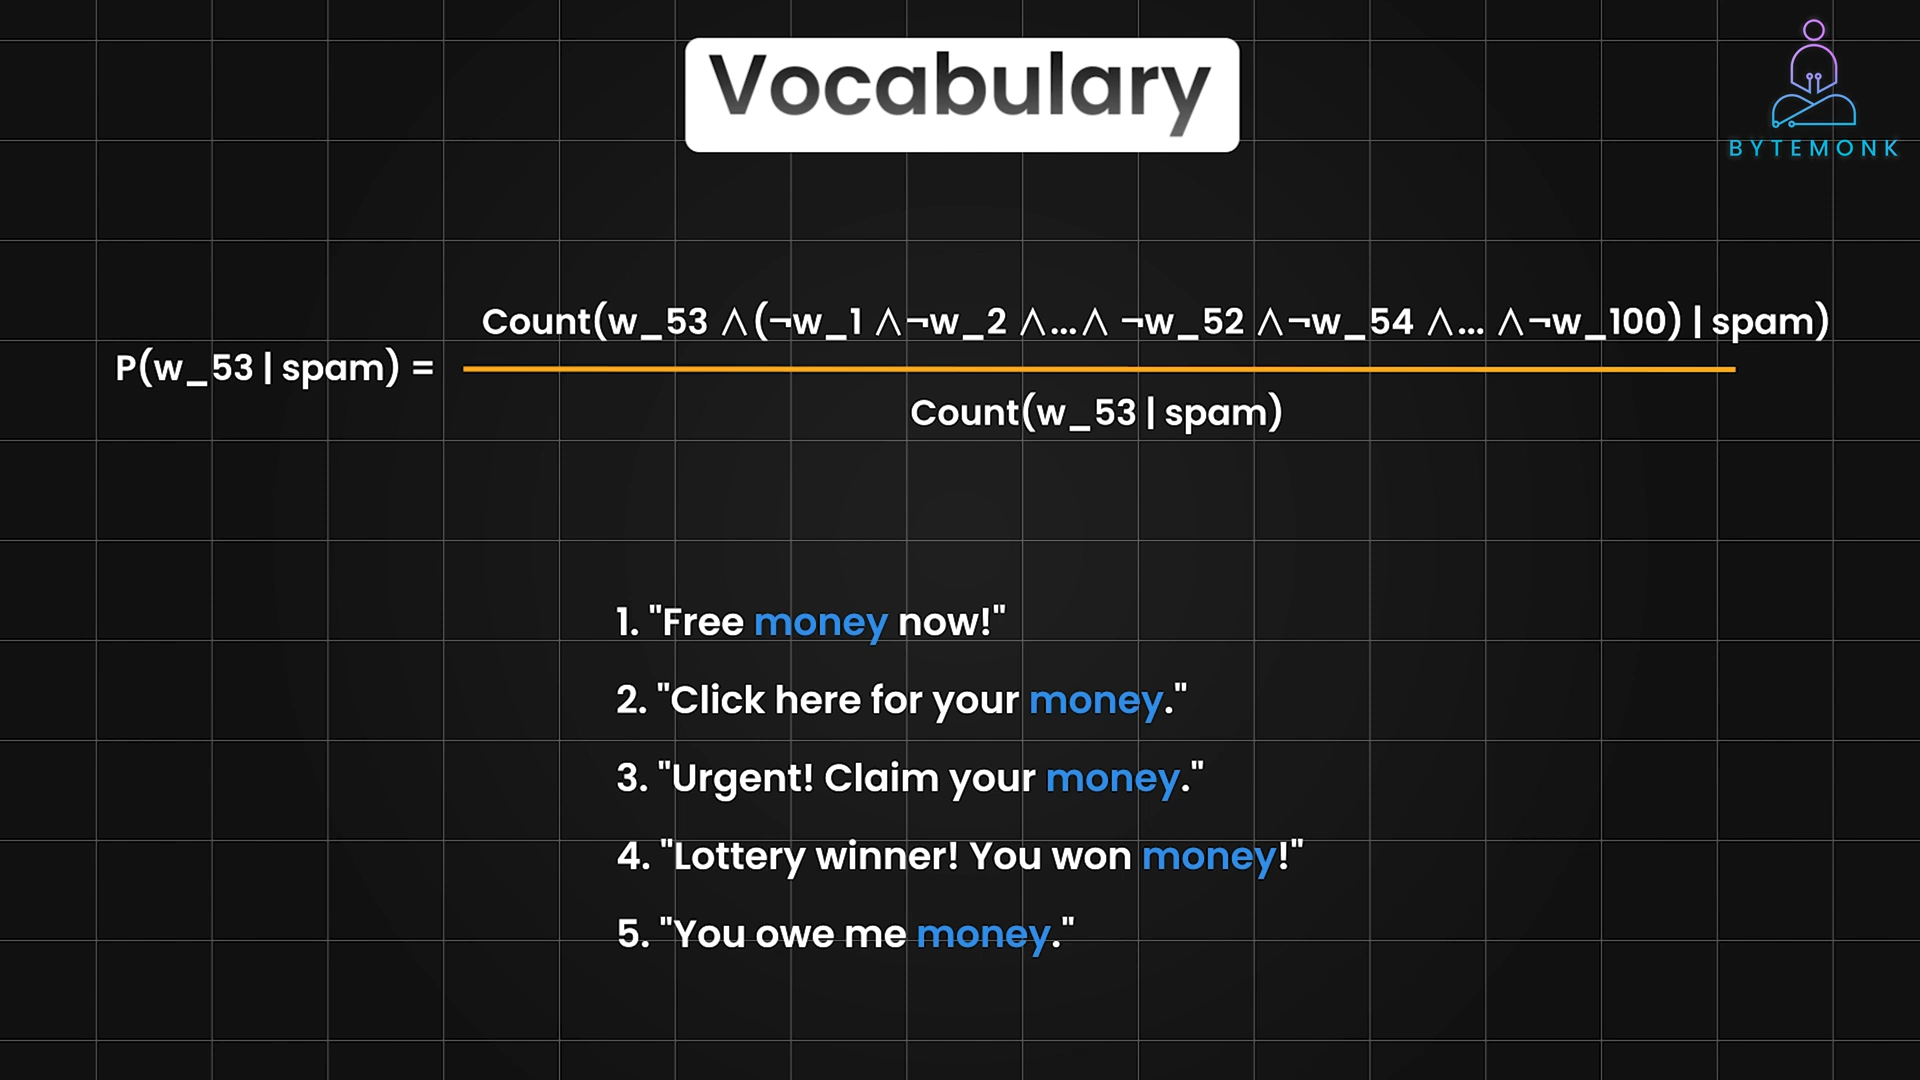 Vocabulary
BYTEMONK
Count(w_53 ∧(¬w_1 ∧¬w_2 ∧...∧ ¬w_52 ∧¬w_54 ∧... ∧¬w_100) | spam)
P(w_53 | spam) =
Count(w_53 | spam)
1. "Free money now!"
2. "Click here for your money."
3. "Urgent! Claim your money."
4. "Lottery winner! You won money!"
5. "You owe me money."